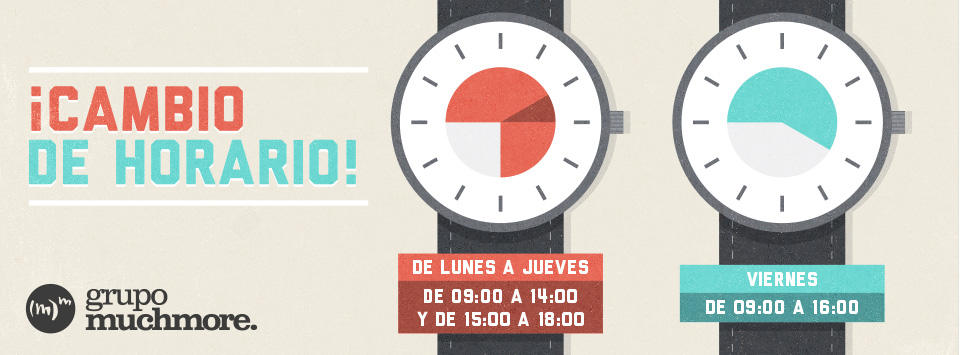 ¡CAMBIO
DE HORARIO!
(m)m
grupo
muchmore.
DE LUNES A JUEVES
DE 09:00 A 14:00
Y DE 15:00 A 18:00
VIERNES
DE 09:00 A 16:00